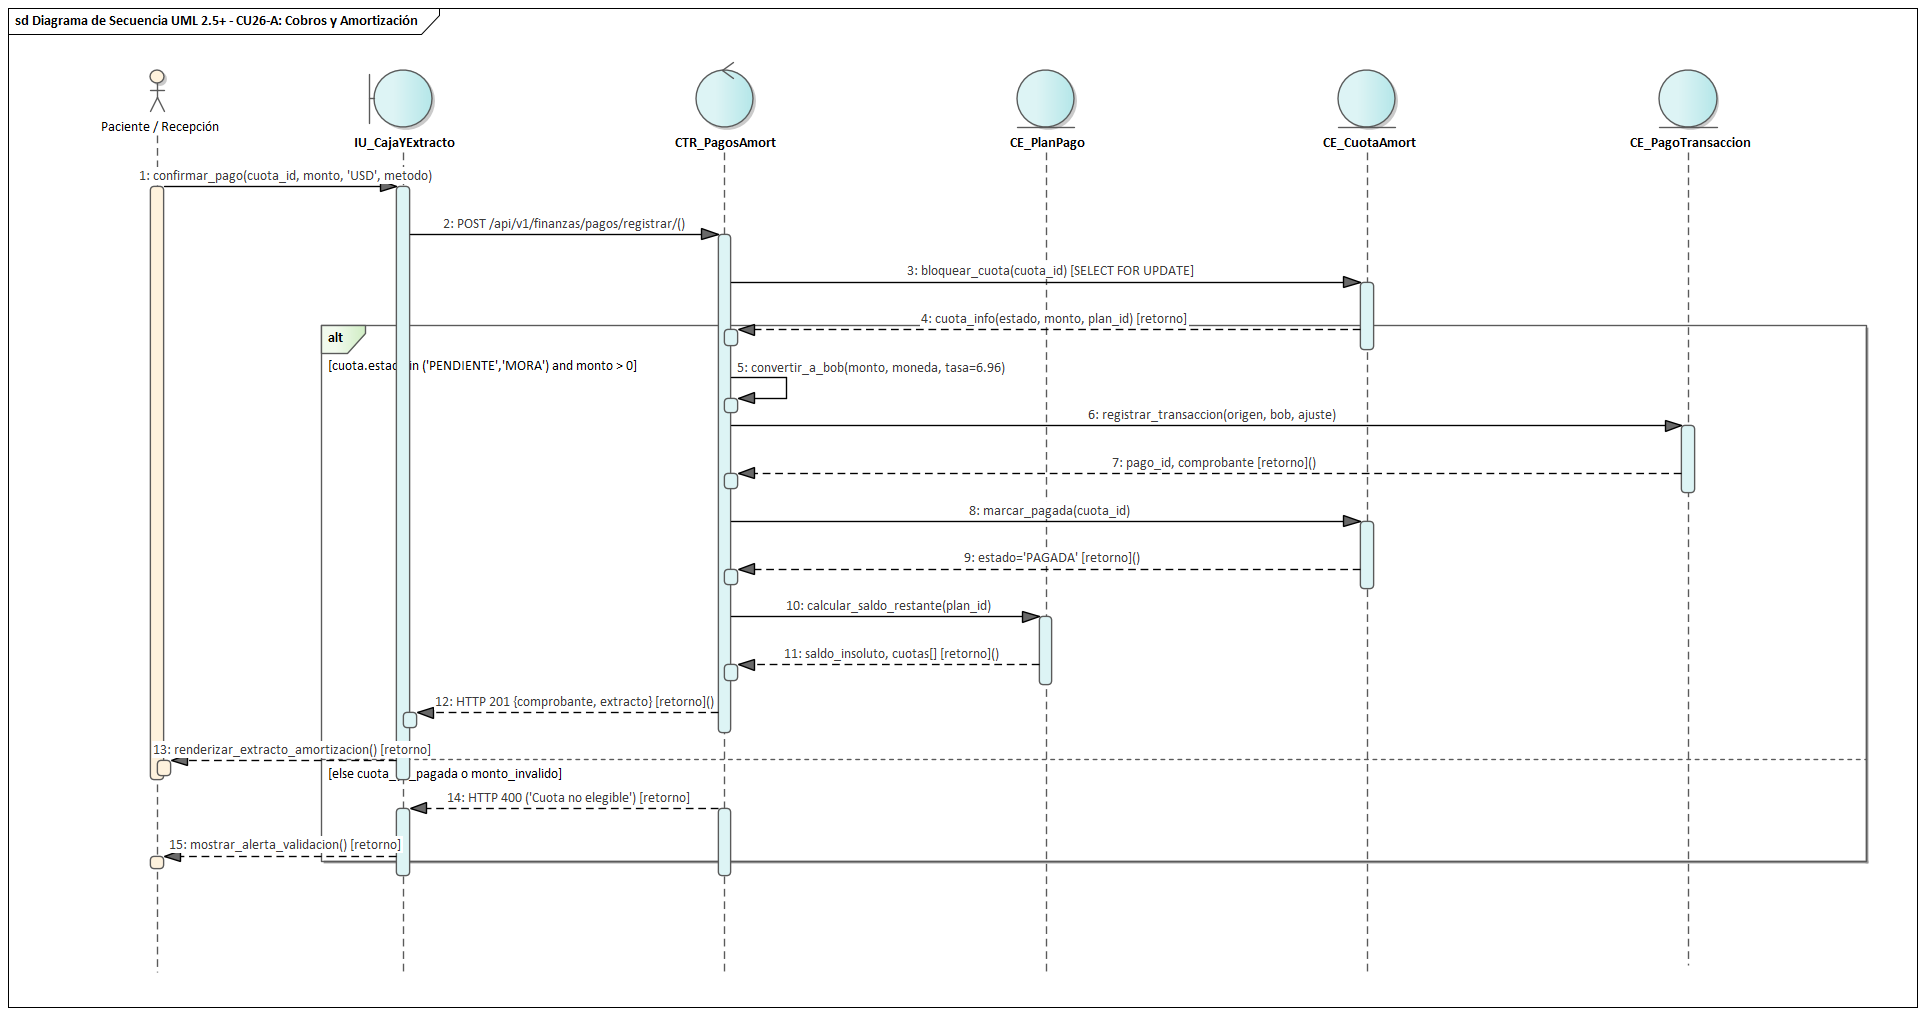 sd Diagrama de Secuencia UML 2.5+ - CU26-A: Cobros y Amortización
Paciente / Recepción
IU_CajaYExtracto
CTR_PagosAmort
CE_PlanPago
CE_CuotaAmort
CE_PagoTransaccion
1: confirmar_pago(cuota_id, monto, 'USD', metodo)
2: POST /api/v1/finanzas/pagos/registrar/()
3: bloquear_cuota(cuota_id) [SELECT FOR UPDATE]
4: cuota_info(estado, monto, plan_id) [retorno]
alt
[cuota.estado in ('PENDIENTE','MORA') and monto > 0]
5: convertir_a_bob(monto, moneda, tasa=6.96)
6: registrar_transaccion(origen, bob, ajuste)
7: pago_id, comprobante [retorno]()
8: marcar_pagada(cuota_id)
9: estado='PAGADA' [retorno]()
10: calcular_saldo_restante(plan_id)
11: saldo_insoluto, cuotas[] [retorno]()
12: HTTP 201 {comprobante, extracto} [retorno]()
13: renderizar_extracto_amortizacion() [retorno]
[else pagada o monto_invalido]
14: HTTP 400 ('Cuota no elegible') [retorno]
15: mostrar_alerta_validacion() [retorno]